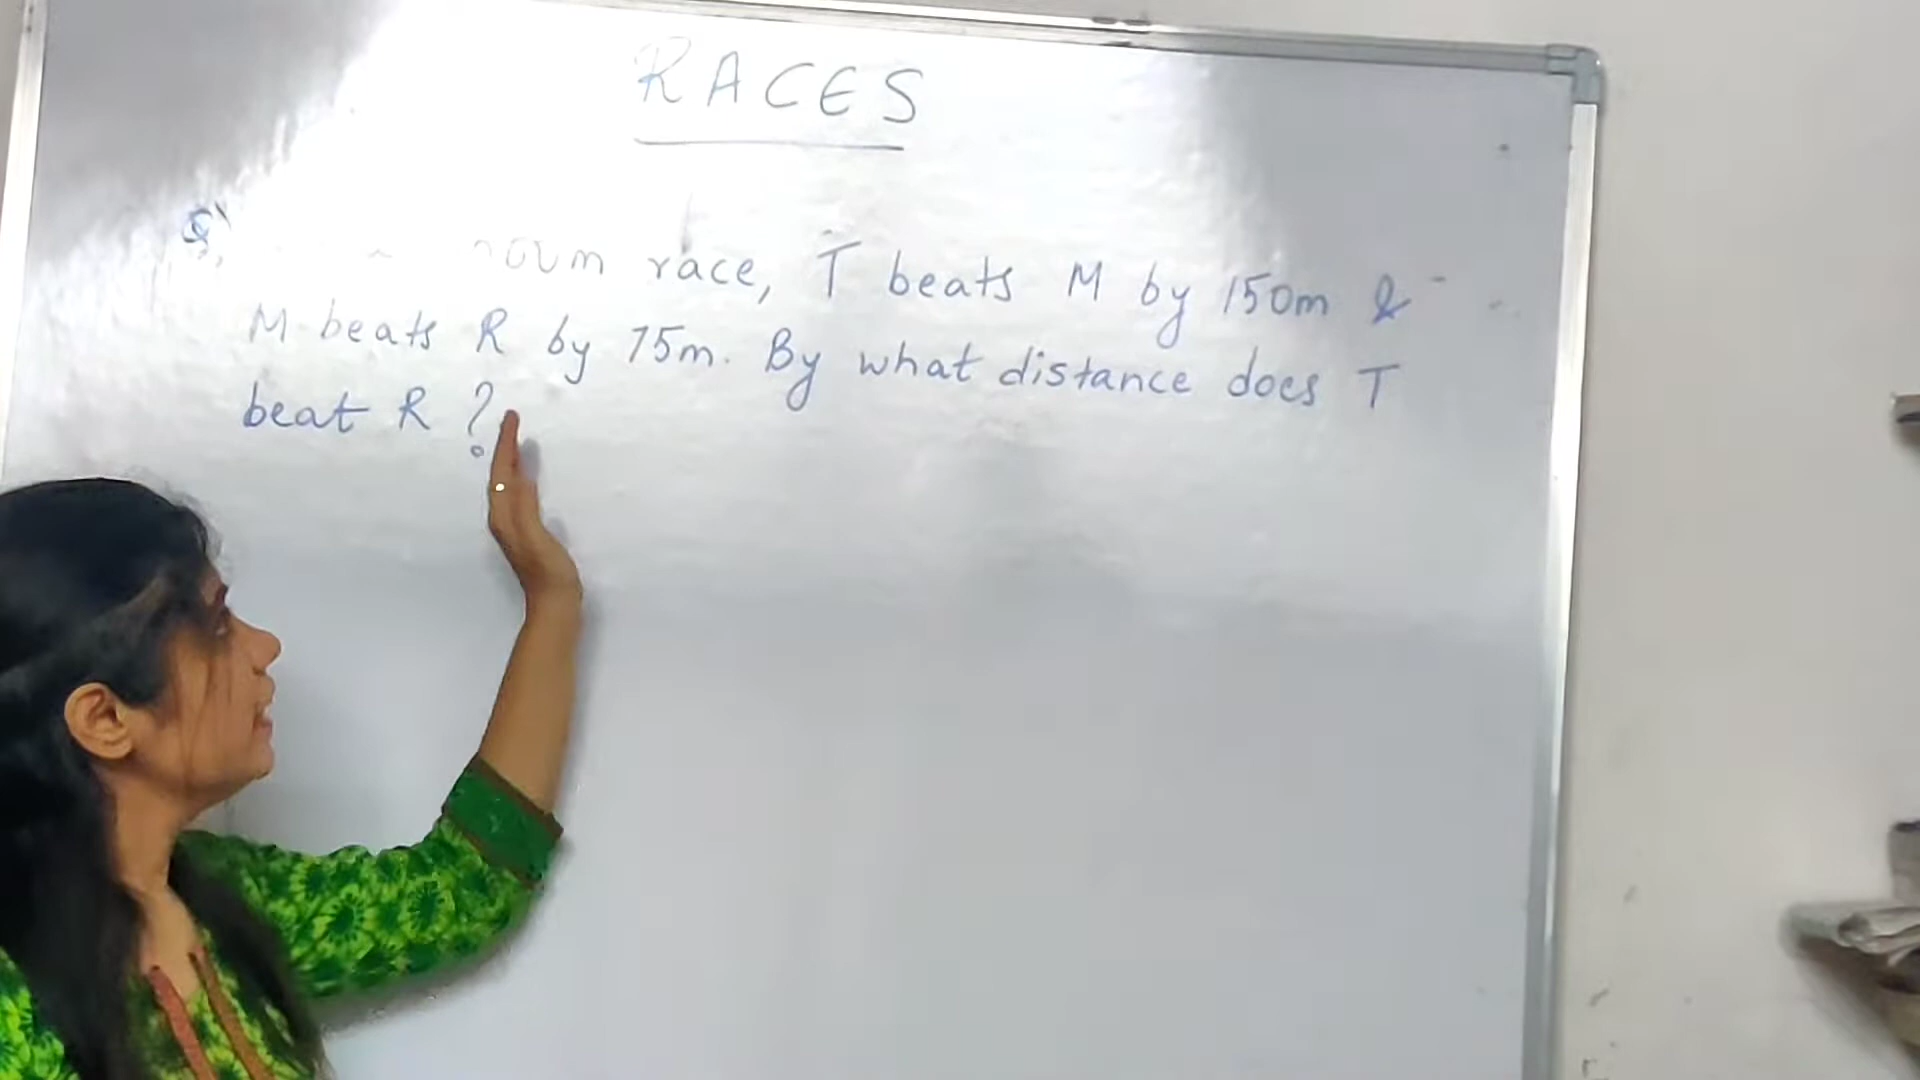 RACES
race, T beats M by 150m &
M beats R by 75m. By what distance does T
beat R ?